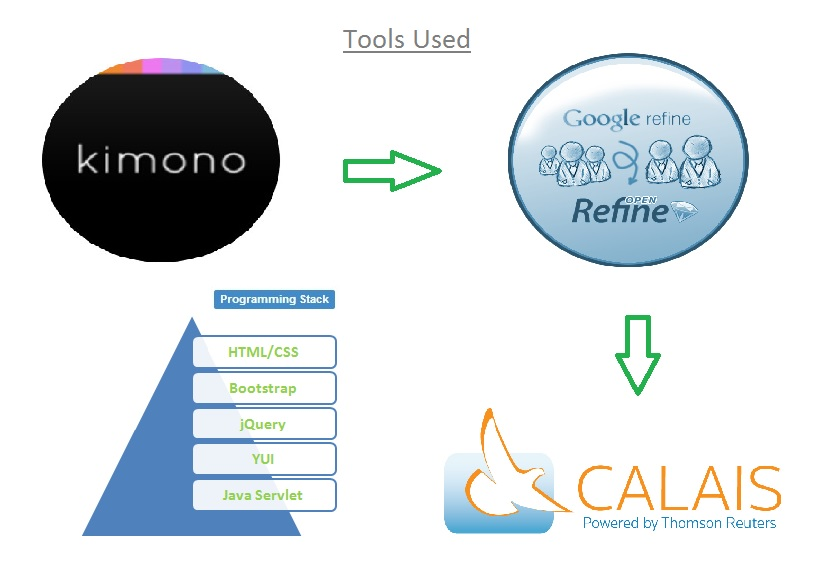 Tools Used
kimono
Google refine
OPEN
Refine
Programming Stack
HTML/CSS
Bootstrap
jQuery
YUI
Java Servlet
CALAIS
Powered by Thomson Reuters